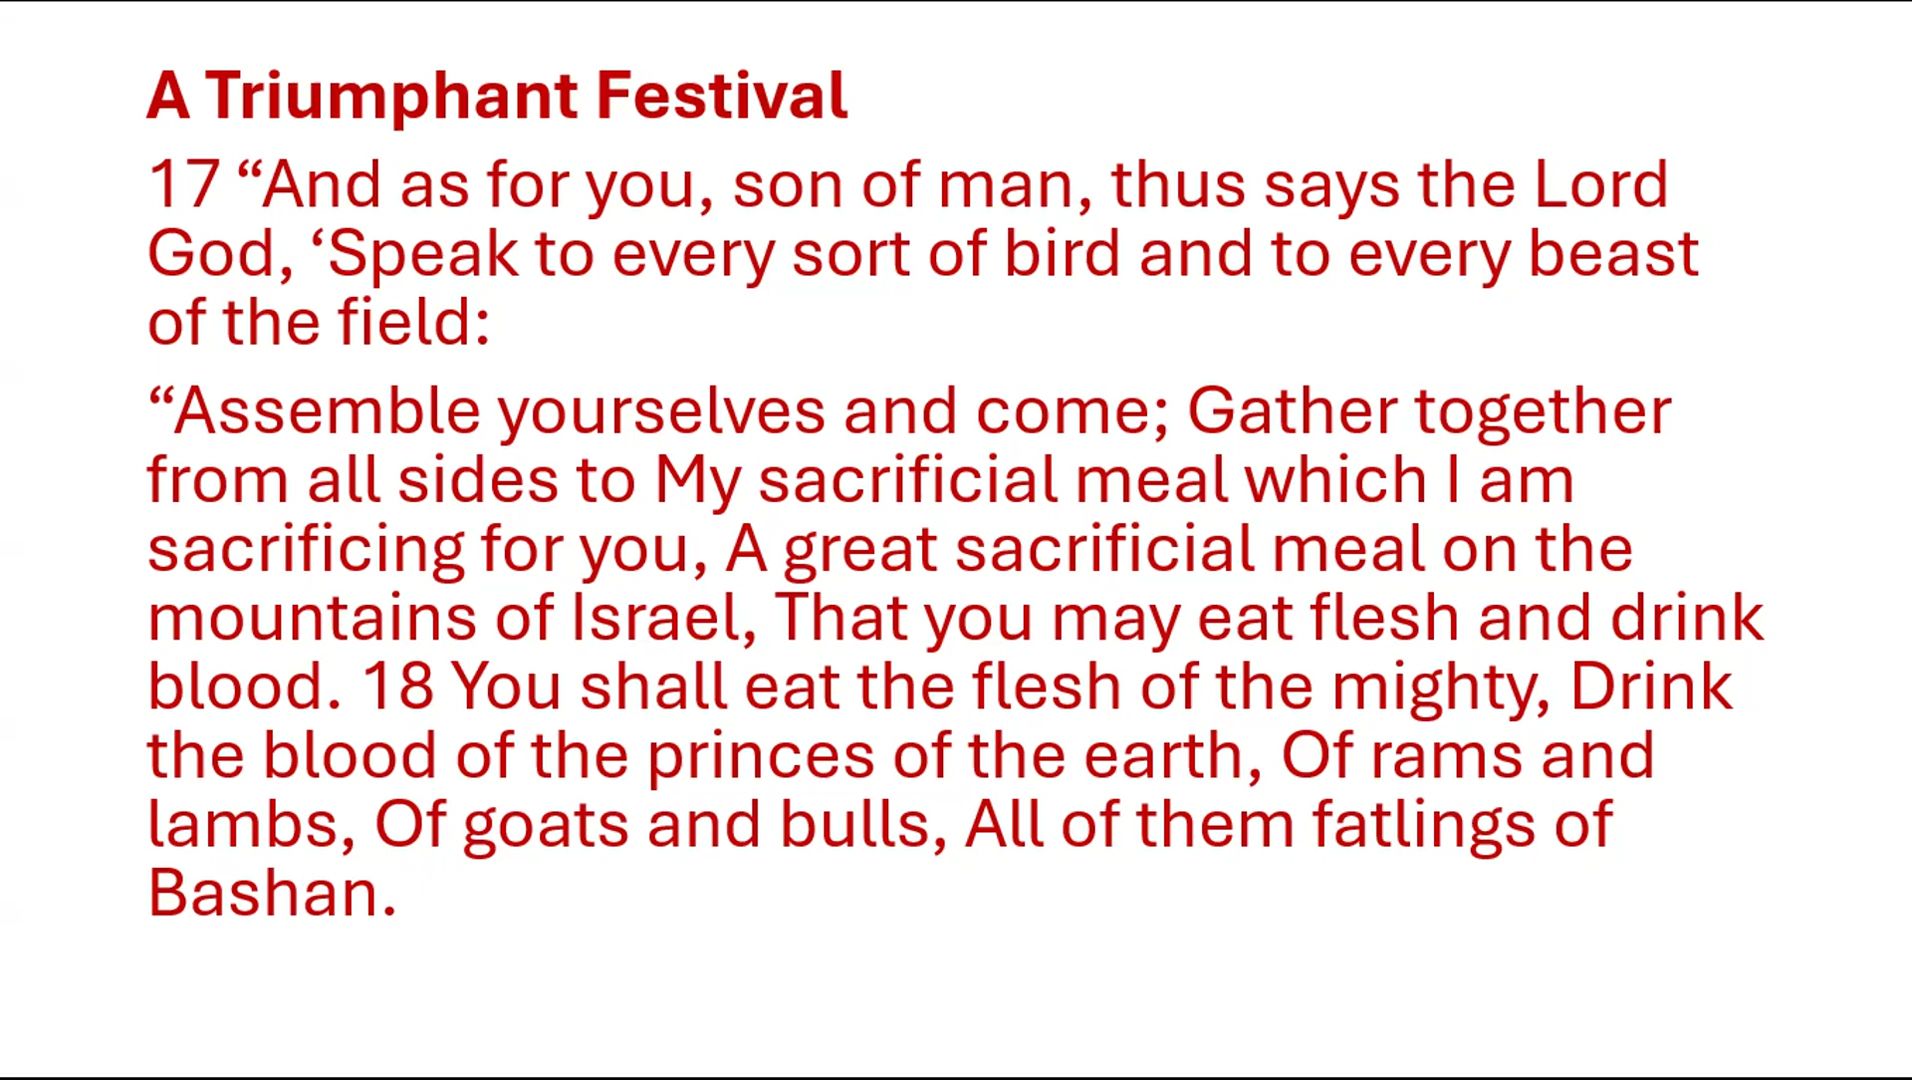 A Triumphant Festival
17 “And as for you, son of man, thus says the Lord
God, ‘Speak to every sort of bird and to every beast
of the field:
“Assemble yourselves and come; Gather together
from all sides to My sacrificial meal which I am
sacrificing for you, A great sacrificial meal on the
mountains of Israel, That you may eat flesh and drink
blood. 18 You shall eat the flesh of the mighty, Drink
the blood of the princes of the earth, Of rams and
lambs, Of goats and bulls, All of them fatlings of
Bashan.